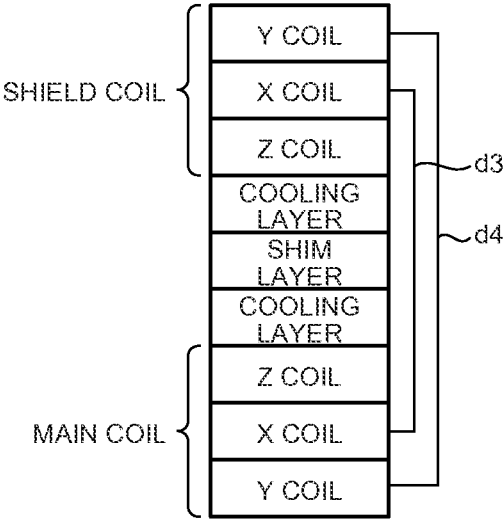 Y COIL
SHIELD COIL
X COIL
Z COIL
d3
COOLING
LAYER
d4
SHIM
LAYER
COOLING
LAYER
Z COIL
MAIN COIL
X COIL
Y COIL